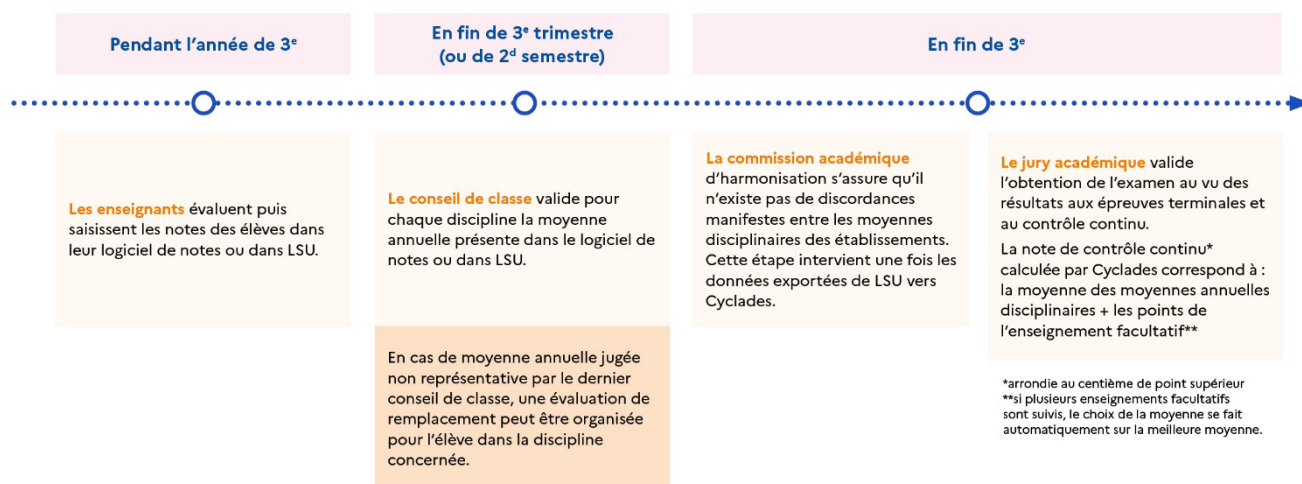 Pendant l'année de 3e
En fin de 3e trimestre
(ou de 2d semestre)
En fin de 3e
Les enseignants évaluent puis
saisissent les notes des élèves dans
leur logiciel de notes ou dans LSU.
Le conseil de classe valide pour
chaque discipline la moyenne
annuelle présente dans le logiciel de
notes ou dans LSU.
En cas de moyenne annuelle jugée
non représentative par le dernier
conseil de classe, une évaluation de
remplacement peut être organisée
pour l'élève dans la discipline
concernée.
La commission académique
d'harmonisation s'assure qu'il
n'existe pas de discordances
manifestes entre les moyennes
disciplinaires des établissements.
Cette étape intervient une fois les
données exportées de LSU vers
Cyclades.
Le jury académique valide
l'obtention de l'examen au vu des
résultats aux épreuves terminales et
au contrôle continu.
La note de contrôle continu*
calculée par Cyclades correspond à :
la moyenne des moyennes annuelles
disciplinaires + les points de
l'enseignement facultatif**
*arrondie au centième de point supérieur
**si plusieurs enseignements facultatifs
sont suivis, le choix de la moyenne se fait
automatiquement sur la meilleure moyenne.